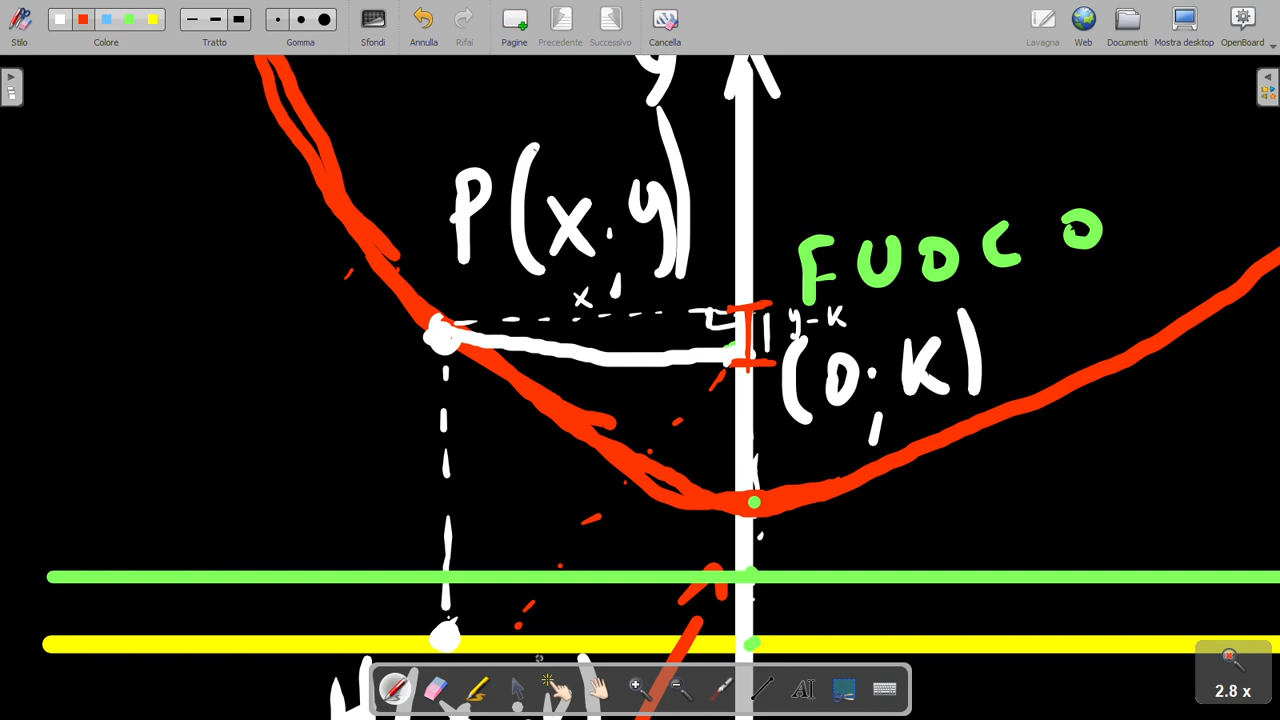 Stilo Colore Tratto Gomma Sfondi Annulla Rifai Pagine Precedente Successivo Cancella Lavagna Web Documenti Mostra desktop OpenBoard
y
P(x, y)
FUOCO
x
y-K
(0, K)
2.8 x